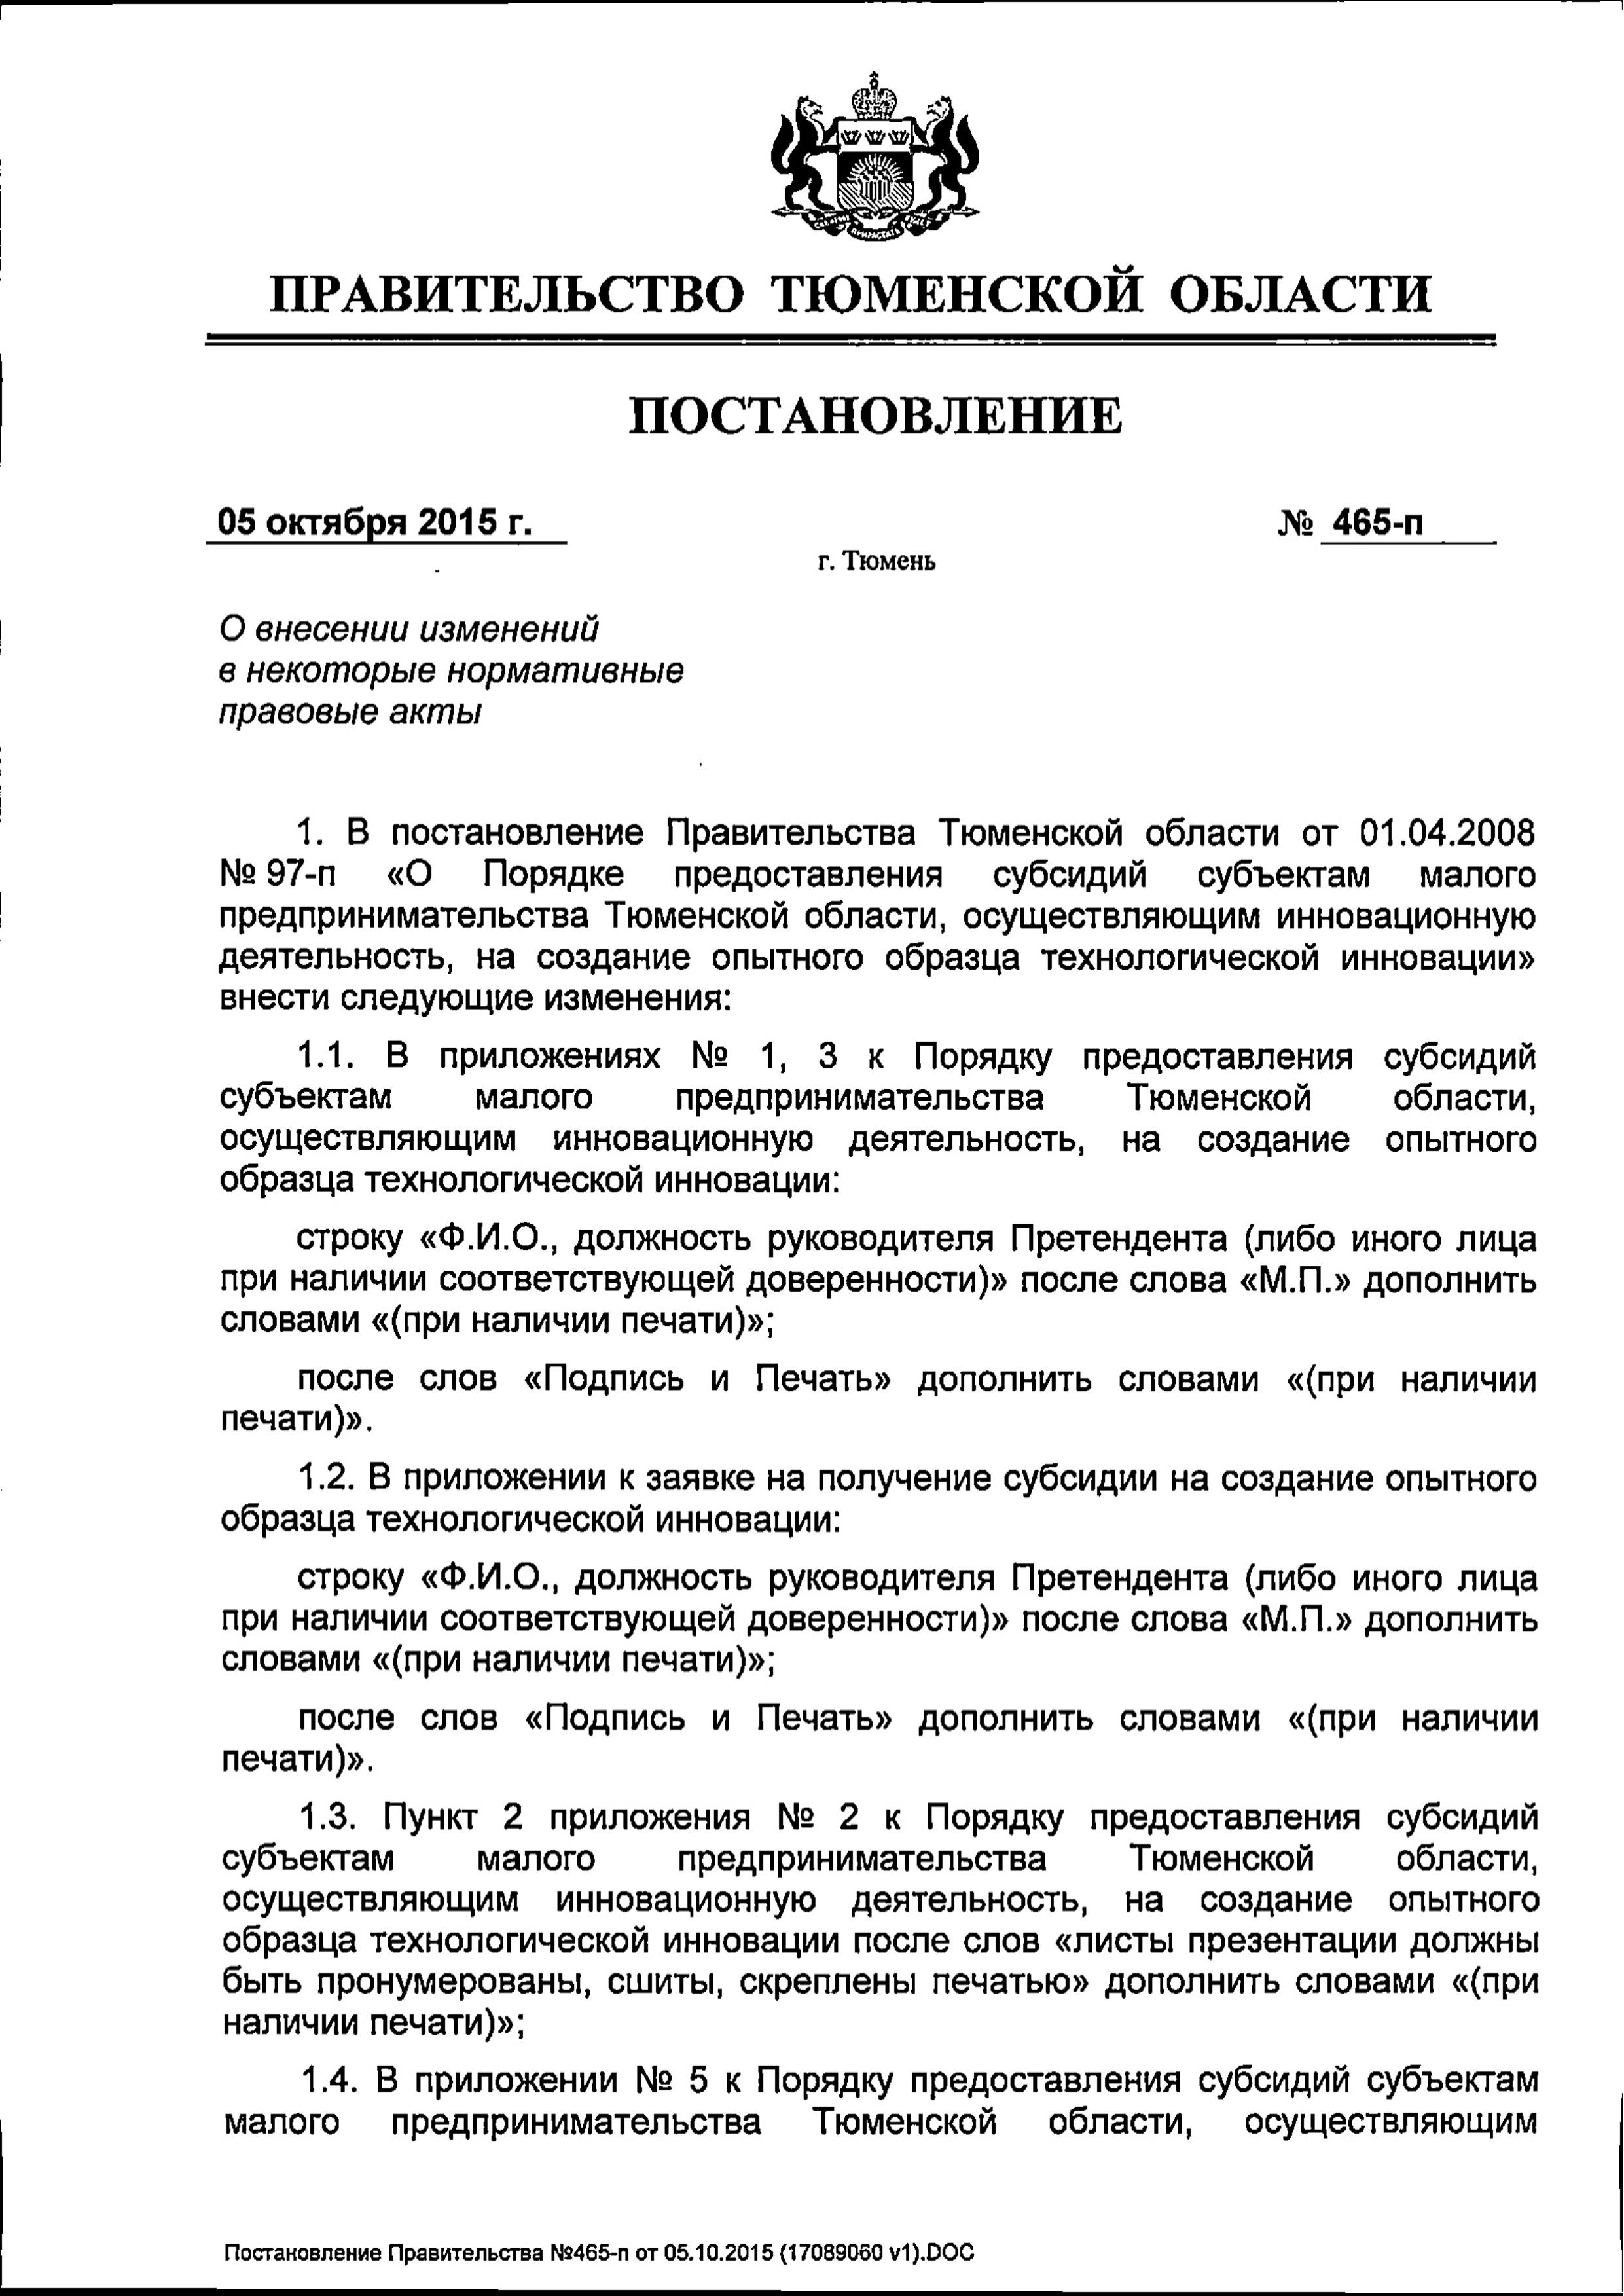 ПРАВИТЕЛЬСТВО ТЮМЕНСКОЙ ОБЛАСТИ
ПОСТАНОВЛЕНИЕ
05 октября 2015 г.
№ 465-п
г. Тюмень
О внесении изменений
в некоторые нормативные
правовые акты
1. В постановление Правительства Тюменской области от 01.04.2008
№ 97-п «О Порядке предоставления субсидий субъектам малого
предпринимательства Тюменской области, осуществляющим инновационную
деятельность, на создание опытного образца технологической инновации»
внести следующие изменения:
1.1. В приложениях № 1, 3 к Порядку предоставления субсидий
субъектам малого предпринимательства Тюменской области,
осуществляющим инновационную деятельность, на создание опытного
образца технологической инновации:
строку «Ф.И.О., должность руководителя Претендента (либо иного лица
при наличии соответствующей доверенности)» после слова «М.П.» дополнить
словами «(при наличии печати)»;
после слов «Подпись и Печать» дополнить словами «(при наличии
печати)».
1.2. В приложении к заявке на получение субсидии на создание опытного
образца технологической инновации:
строку «Ф.И.О., должность руководителя Претендента (либо иного лица
при наличии соответствующей доверенности)» после слова «М.П.» дополнить
словами «(при наличии печати)»;
после слов «Подпись и Печать» дополнить словами «(при наличии
печати)».
1.3. Пункт 2 приложения № 2 к Порядку предоставления субсидий
субъектам малого предпринимательства Тюменской области,
осуществляющим инновационную деятельность, на создание опытного
образца технологической инновации после слов «листы презентации должны
быть пронумерованы, сшиты, скреплены печатью» дополнить словами «(при
наличии печати)»;
1.4. В приложении № 5 к Порядку предоставления субсидий субъектам
малого предпринимательства Тюменской области, осуществляющим
Постановление Правительства №465-п от 05.10.2015 (17089060 v1).DOC